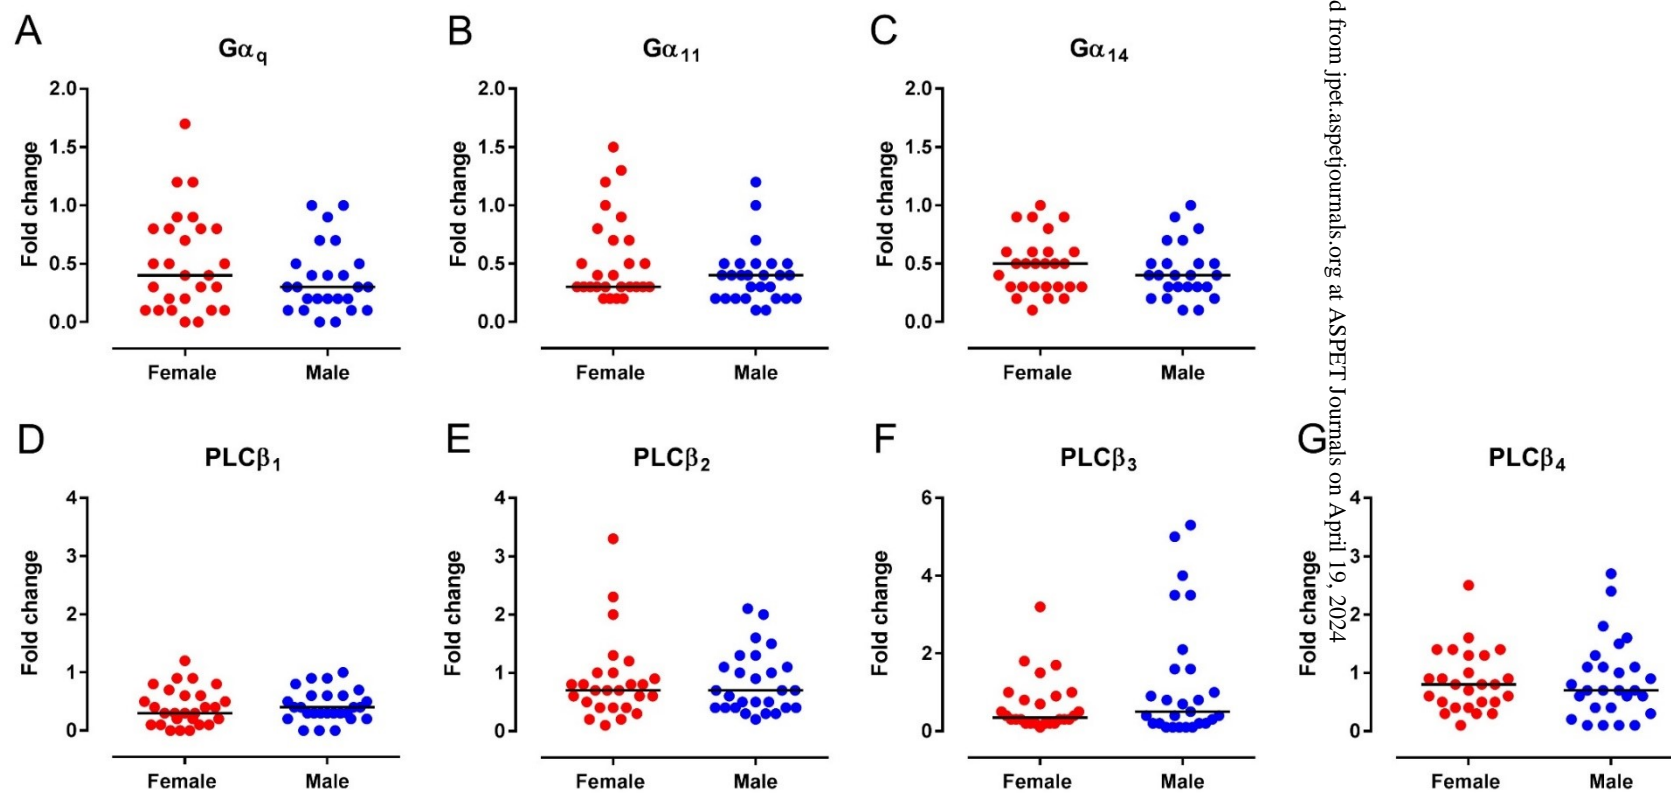 A
Gαq
Fold change
2.0
1.5
1.0
0.5
0.0
Female
Male
B
Gα11
Fold change
2.0
1.5
1.0
0.5
0.0
Female
Male
C
Gα14
Fold change
2.0
1.5
1.0
0.5
0.0
Female
Male
D
PLCβ1
Fold change
4
3
2
1
0
Female
Male
E
PLCβ2
Fold change
4
3
2
1
0
Female
Male
F
PLCβ3
Fold change
6
4
2
0
Female
Male
G
PLCβ4
Fold change
4
3
2
1
0
Female
Male
d from jpet.aspetjournals.org at ASPET Journals on April 19, 2024